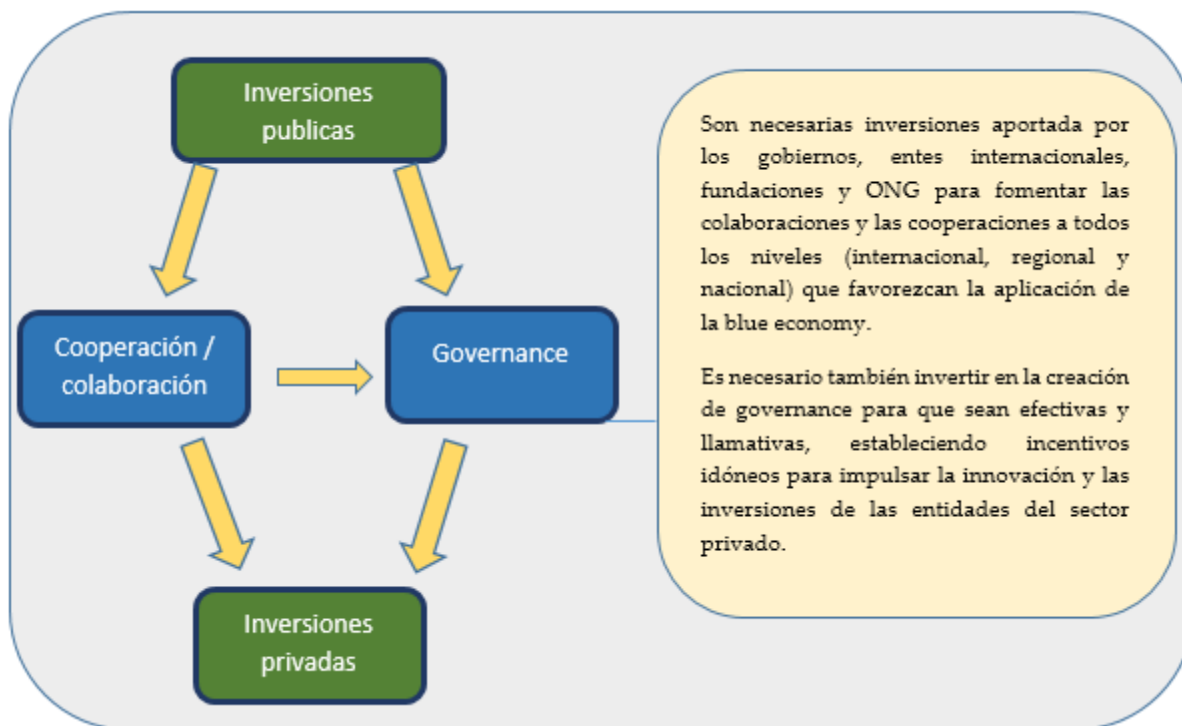 Inversiones
publicas
Cooperación /
colaboración
Governance
Inversiones
privadas
Son necesarias inversiones aportada por
los gobiernos, entes internacionales,
fundaciones y ONG para fomentar las
colaboraciones y las cooperaciones a todos
los niveles (internacional, regional y
nacional) que favorezcan la aplicación de
la blue economy.
Es necesario también invertir en la creación
de governance para que sean efectivas y
llamativas, estableciendo incentivos
idóneos para impulsar la innovación y las
inversiones de las entidades del sector
privado.